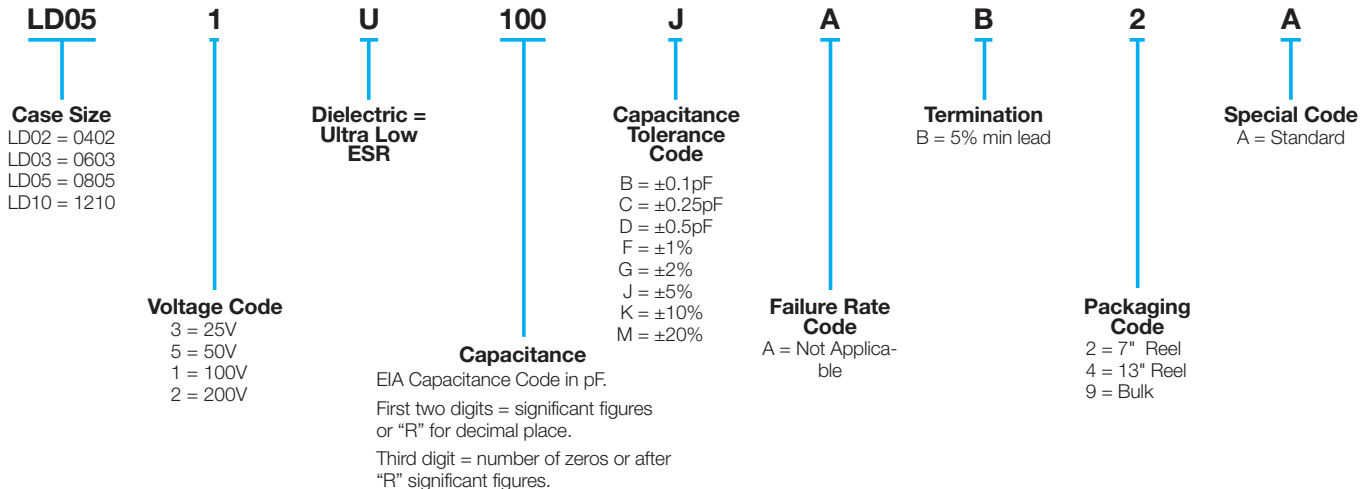 LD05 1 U 100 J A B 2 A
Case Size
LD02 = 0402
LD03 = 0603
LD05 = 0805
LD10 = 1210
Voltage Code
3 = 25V
5 = 50V
1 = 100V
2 = 200V
Dielectric =
Ultra Low
ESR
Capacitance
EIA Capacitance Code in pF.
First two digits = significant figures
or “R” for decimal place.
Third digit = number of zeros or after
“R” significant figures.
Capacitance
Tolerance
Code
B = ±0.1pF
C = ±0.25pF
D = ±0.5pF
F = ±1%
G = ±2%
J = ±5%
K = ±10%
M = ±20%
Failure Rate
Code
A = Not Applica-
ble
Termination
B = 5% min lead
Packaging
Code
2 = 7" Reel
4 = 13" Reel
9 = Bulk
Special Code
A = Standard